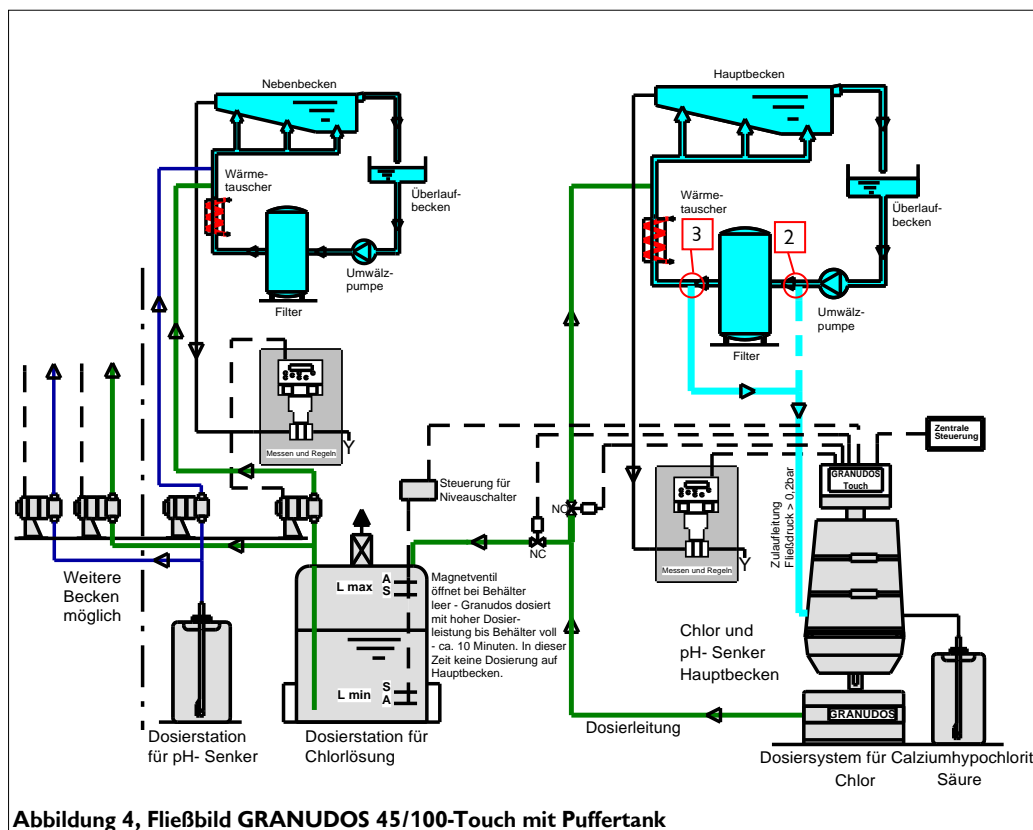 Nebenbecken
Hauptbecken
Wärme-
tauscher
Überlauf-
becken
Umwälz-
pumpe
Filter
Wärme-
tauscher
3
2
Überlauf-
becken
Umwälz-
pumpe
Filter
Messen und Regeln
Y
Steuerung für
Niveauschalter
NC
NC
Zulaufleitung
Fließdruck > 0,2bar
GRANUDOS
Touch
Zentrale
Steuerung
Messen und Regeln
Y
Weitere
Becken
möglich
L max
A
S
L min
S
A
Magnetventil
öffnet bei Behälter
leer - Granudos dosiert
mit hoher Dosier-
leistung bis Behälter voll
- ca. 10 Minuten. In dieser
Zeit keine Dosierung auf
Hauptbecken.
Chlor und
pH- Senker
Hauptbecken
GRANUDOS
Dosierleitung
Dosierstation
für pH- Senker
Dosierstation für
Chlorlösung
Dosiersystem für Calziumhypochlorit
Chlor
Säure
Abbildung 4, Fließbild GRANUDOS 45/100-Touch mit Puffertank